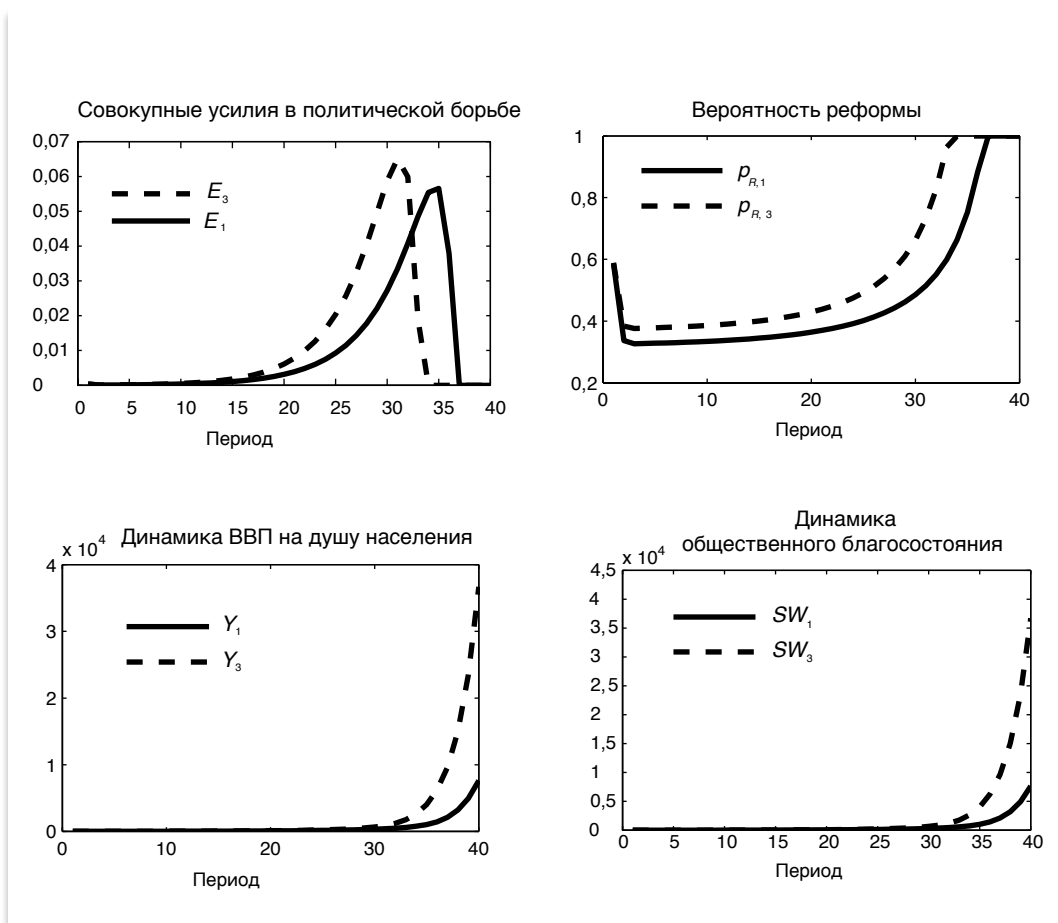 Совокупные усилия в политической борьбе
0,07
0,06
0,05
0,04
0,03
0,02
0,01
0
E3
E1
0 5 10 15 20 25 30 35 40
Период
Вероятность реформы
1
0.8
0.6
0.4
0,2
pR,1
pR, 3
0 10 20 30 40
Период
Динамика ВВП на душу населения
x 10^4
4
3
2
1
0
Y1
Y3
0 10 20 30 40
Период
Динамика
общественного благосостояния
x 10^4
4,5
4
3,5
3
2,5
2
1,5
1
0,5
0
SW1
SW3
0 5 10 15 20 25 30 35 40
Период